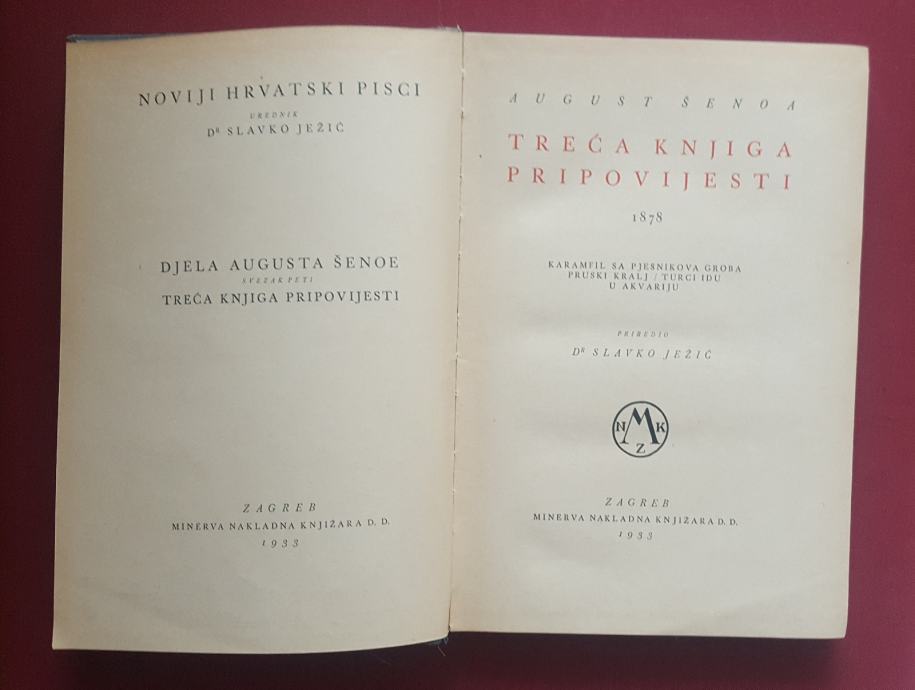 NOVIJI HRVATSKI PISCI
UREDNIK
DR SLAVKO JEŽIĆ
DJELA AUGUSTA ŠENOE
SVEZAK PETI
TREĆA KNJIGA PRIPOVIJESTI
ZAGREB
MINERVA NAKLADNA KNJIŽARA D. D.
1933
AUGUST ŠENOA
TREĆA KNJIGA
PRIPOVIJESTI
1878
KARAMFIL SA PJESNIKOVA GROBA
PRUSKI KRALJ / TURCI IDU
U AKVARIJU
PRIREDIO
DR SLAVKO JEŽIĆ
N M K
Z
ZAGREB
MINERVA NAKLADNA KNJIŽARA D. D.
1933